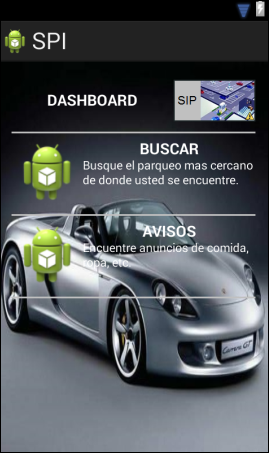 SPI
DASHBOARD
SIP
BUSCAR
Busque el parqueo mas cercano
de donde usted se encuentre.
AVISOS
Encuentre anuncios de comida,
ropa, etc.
Carrera GT